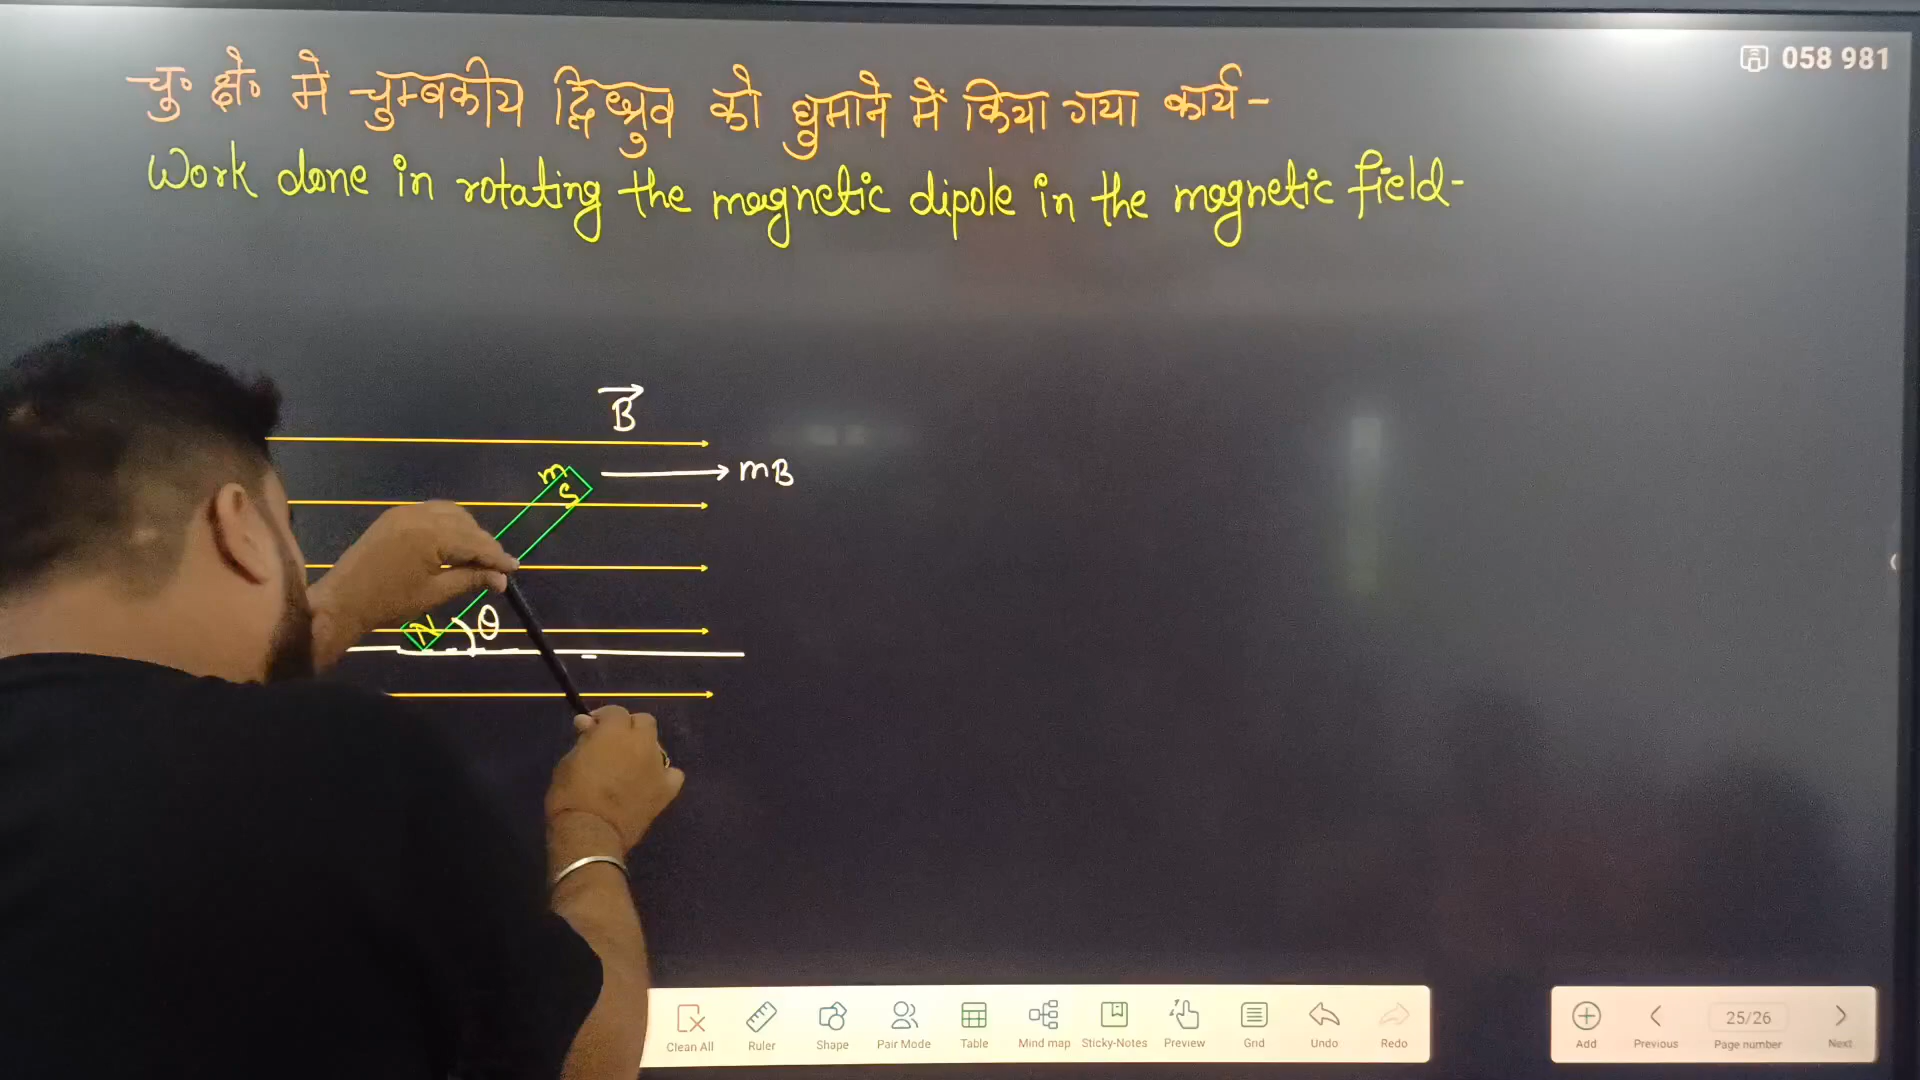 058 981
चु॰ क्षे॰ में चुम्बकीय द्विध्रुव को घुमाने में किया गया कार्य-
Work done in rotating the magnetic dipole in the magnetic field-
B
mB
m
S
N
θ
Clean All Ruler Shape Pair Mode Table Mind map Sticky-Notes Preview Grid Undo Redo
Add Previous 25/26 Page number Next